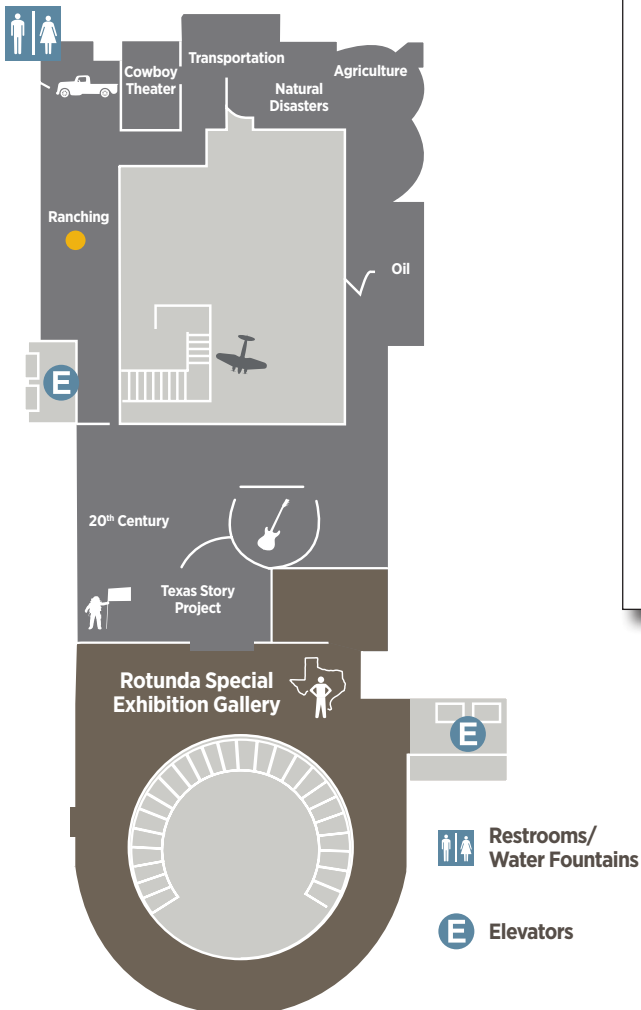 Transportation
Agriculture
Cowboy
Theater
Natural
Disasters
Ranching
Oil
E
20th Century
Texas Story
Project
Rotunda Special
Exhibition Gallery
E
Restrooms/
Water Fountains
E Elevators